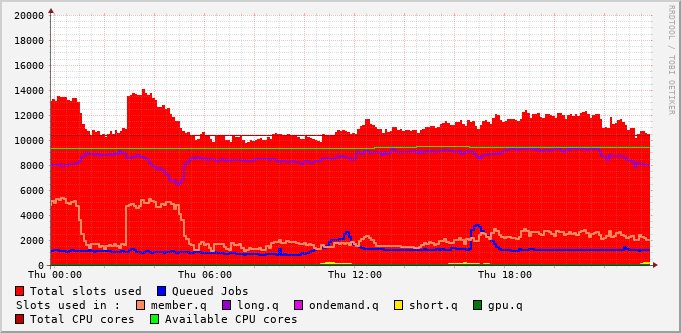 20000
18000
16000
14000
12000
10000
8000
6000
4000
2000
0
Thu 00:00 Thu 06:00 Thu 12:00 Thu 18:00
Total slots used Queued Jobs
Slots used in : member.q long.q ondemand.q short.q gpu.q
Total CPU cores Available CPU cores
RRDTOOL / TOBI OETIKER